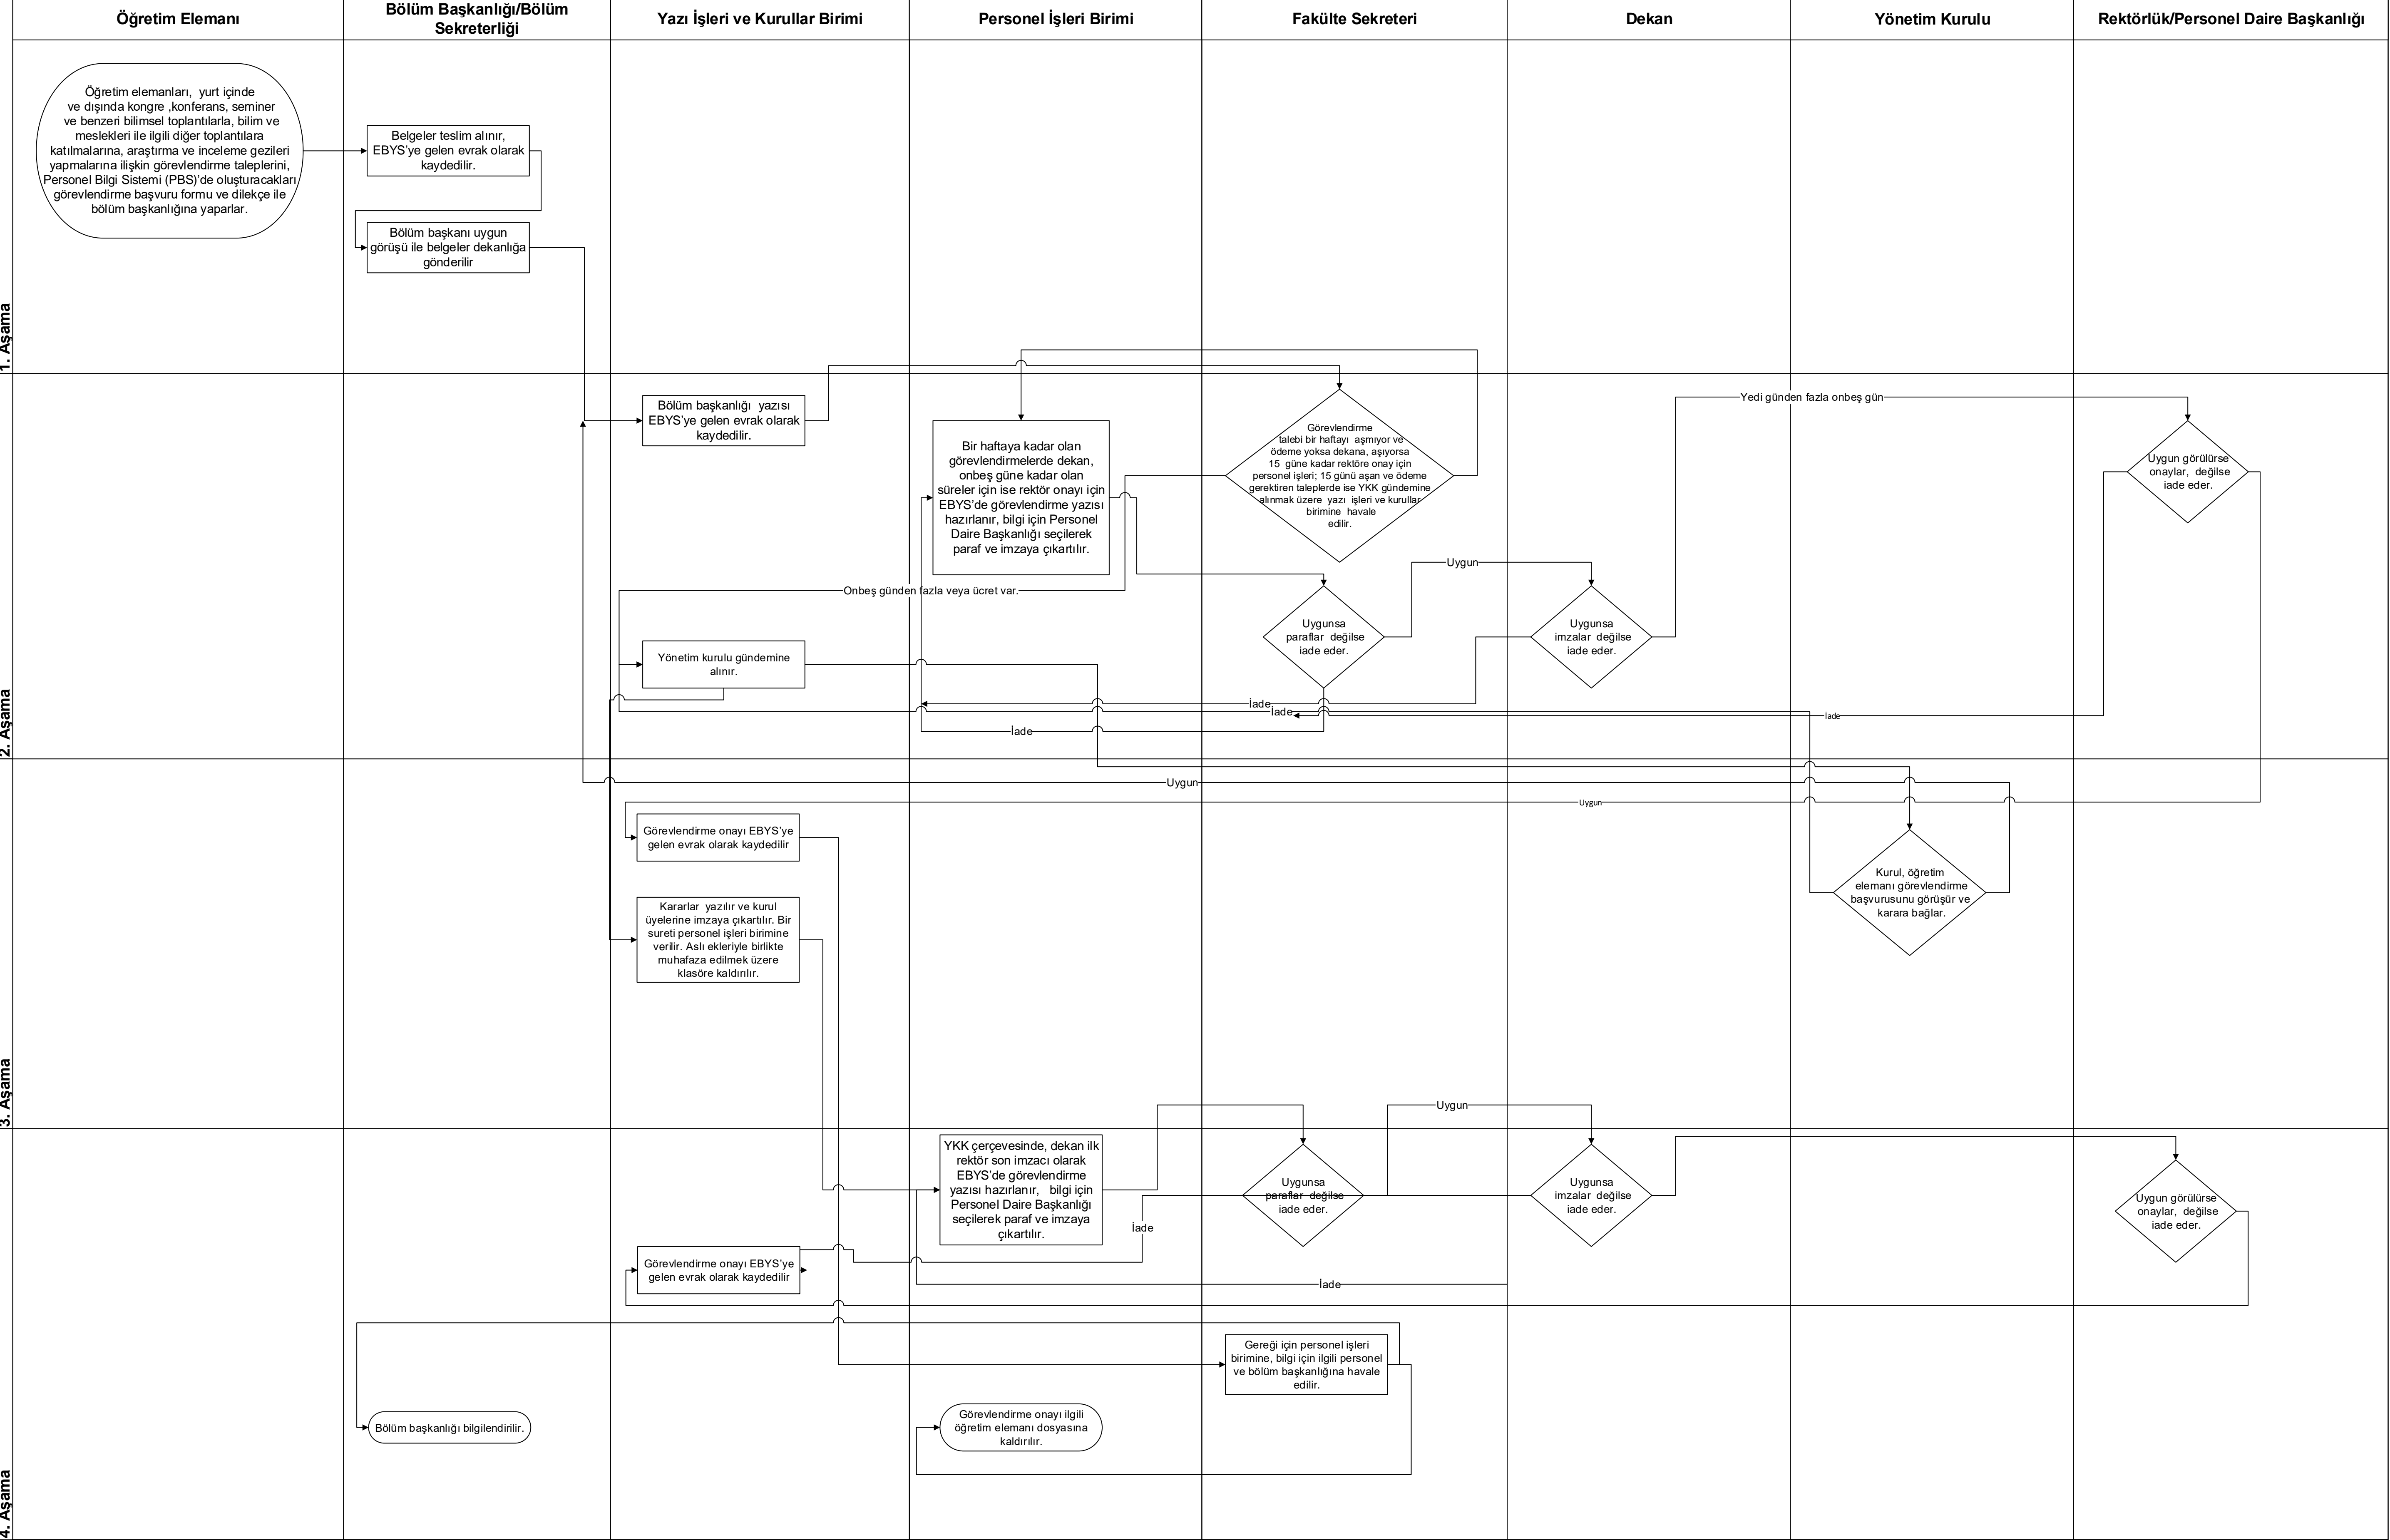 Öğretim Elemanı
Bölüm Başkanlığı/Bölüm
Sekreterliği
Yazı İşleri ve Kurullar Birimi
Personel İşleri Birimi
Fakülte Sekreteri
Dekan
Yönetim Kurulu
Rektörlük/Personel Daire Başkanlığı
1. Aşama
Öğretim elemanları, yurt içinde
ve dışında kongre ,konferans, seminer
ve benzeri bilimsel toplantılarla, bilim ve
meslekleri ile ilgili diğer toplantılara
katılmalarına, araştırma ve inceleme gezileri
yapmalarına ilişkin görevlendirme taleplerini,
Personel Bilgi Sistemi (PBS)’de oluşturacakları
görevlendirme başvuru formu ve dilekçe ile
bölüm başkanlığına yaparlar.
Belgeler teslim alınır,
EBYS’ye gelen evrak olarak
kaydedilir.
Bölüm başkanı uygun
görüşü ile belgeler dekanlığa
gönderilir
2. Aşama
Bölüm başkanlığı yazısı
EBYS’ye gelen evrak olarak
kaydedilir.
Bir haftaya kadar olan
görevlendirmelerde dekan,
onbeş güne kadar olan
süreler için ise rektör onayı için
EBYS’de görevlendirme yazısı
hazırlanır, bilgi için Personel
Daire Başkanlığı seçilerek
paraf ve imzaya çıkartılır.
Görevlendirme
talebi bir haftayı aşmıyor ve
ödeme yoksa dekana, aşıyorsa
15 güne kadar rektöre onay için
personel işleri; 15 günü aşan ve ödeme
gerektiren taleplerde ise YKK gündemine
alınmak üzere yazı işleri ve kurullar
birimine havale
edilir.
Yedi günden fazla onbeş gün
Uygun görülürse
onaylar, değilse
iade eder.
Uygun
Onbeş günden fazla veya ücret var.
Uygunsa
paraflar değilse
iade eder.
Uygunsa
imzalar değilse
iade eder.
Yönetim kurulu gündemine
alınır.
İade
İade
İade
İade
3. Aşama
Uygun
Uygun
Görevlendirme onayı EBYS’ye
gelen evrak olarak kaydedilir
Kurul, öğretim
elemanı görevlendirme
başvurusunu görüşür ve
karara bağlar.
Kararlar yazılır ve kurul
üyelerine imzaya çıkartılır. Bir
sureti personel işleri birimine
verilir. Aslı ekleriyle birlikte
muhafaza edilmek üzere
klasöre kaldırılır.
Uygun
4. Aşama
YKK çerçevesinde, dekan ilk
rektör son imzacı olarak
EBYS’de görevlendirme
yazısı hazırlanır, bilgi için
Personel Daire Başkanlığı
seçilerek paraf ve imzaya
çıkartılır.
Uygunsa
paraflar değilse
iade eder.
Uygunsa
imzalar değilse
iade eder.
Uygun görülürse
onaylar, değilse
iade eder.
İade
Görevlendirme onayı EBYS’ye
gelen evrak olarak kaydedilir
İade
Gereği için personel işleri
birimine, bilgi için ilgili personel
ve bölüm başkanlığına havale
edilir.
Bölüm başkanlığı bilgilendirilir.
Görevlendirme onayı ilgili
öğretim elemanı dosyasına
kaldırılır.